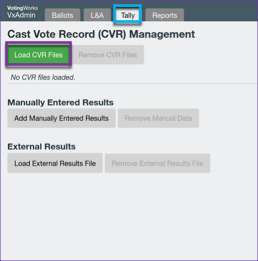 VotingWorks
VxAdmin Ballots L&A Tally Reports
Cast Vote Record (CVR) Management
Load CVR Files Remove CVR Files
No CVR files loaded.
Manually Entered Results
Add Manually Entered Results Remove Manual Data
External Results
Load External Results File Remove External Results File